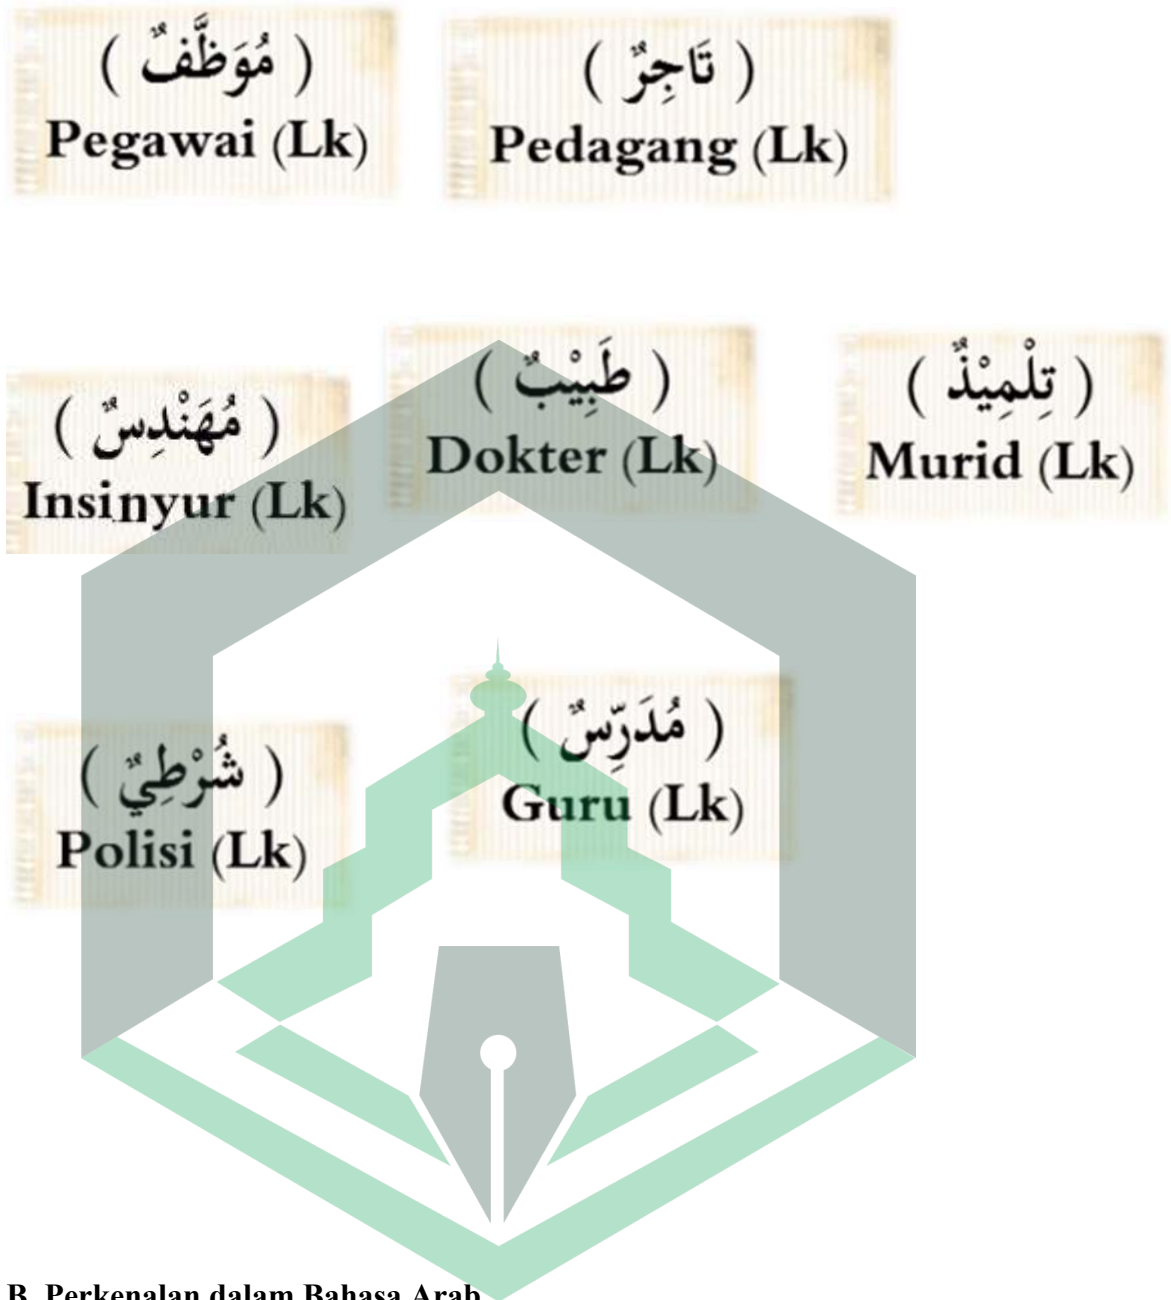 ( مُوَظَّفٌ )
Pegawai (Lk)
( تَاجِرٌ )
Pedagang (Lk)
( مُهَنْدِسٌ )
Insinyur (Lk)
( طَبِيْبٌ )
Dokter (Lk)
( تِلْمِيْذٌ )
Murid (Lk)
( شُرْطِيٌ )
Polisi (Lk)
( مُدَرِّسٌ )
Guru (Lk)
B. Perkenalan dalam Bahasa Arab